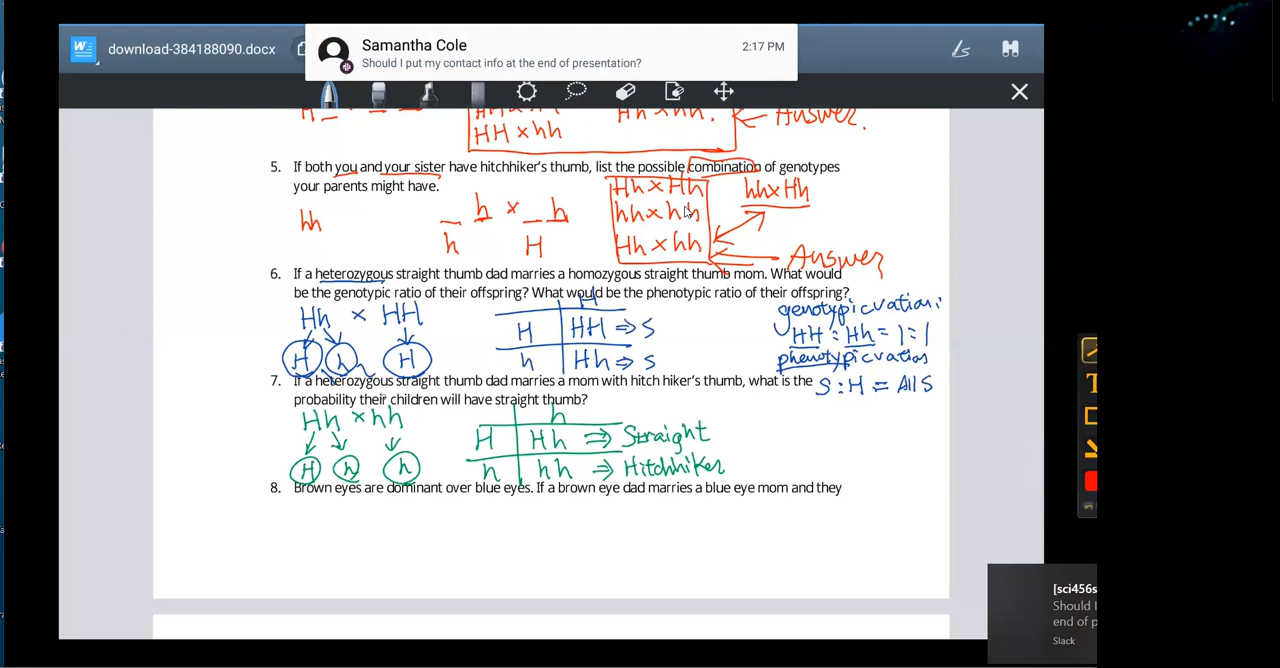 Samantha Cole 2:17 PM
download-384188090.docx
Should I put my contact info at the end of presentation?
HH x hh Hh x hh. Answer.
5. If both you and your sister have hitchhiker's thumb, list the possible combination of genotypes
your parents might have.
Hh x Hh hh x Hh
hh h x h hh x hh
h H Hh x hh
Answer
6. If a heterozygous straight thumb dad marries a homozygous straight thumb mom. What would
be the genotypic ratio of their offspring? What would be the phenotypic ratio of their offspring?
H genotypic vation:
Hh x HH H HH ⇒ S HH : Hh = 1 : 1
H h H h Hh ⇒ S phenotypic vation
S : H = All S
7. If a heterozygous straight thumb dad marries a mom with hitch hiker's thumb, what is the
probability their children will have straight thumb?
Hh x hh h
H Hh ⇒ Straight
H h h h hh ⇒ Hitchhiker
8. Brown eyes are dominant over blue eyes. If a brown eye dad marries a blue eye mom and they
[sci456s
Should I
end of p
Slack